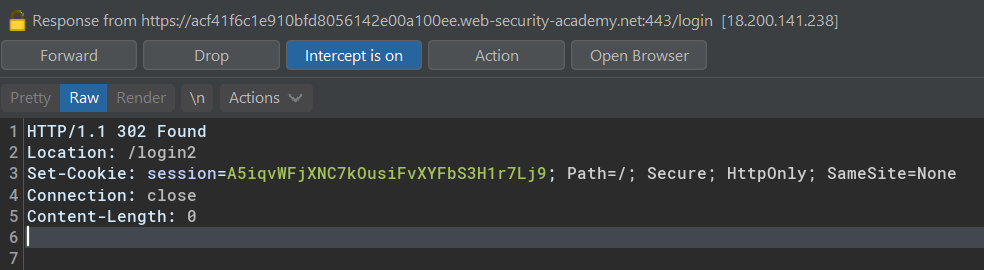 Response from https://acf41f6c1e910bfd8056142e00a100ee.web-security-academy.net:443/login [18.200.141.238]
Forward Drop Intercept is on Action Open Browser
Pretty Raw Render \n Actions
1 HTTP/1.1 302 Found
2 Location: /login2
3 Set-Cookie: session=A5iqvWFjXNC7kOusiFvXYFbS3H1r7Lj9; Path=/; Secure; HttpOnly; SameSite=None
4 Connection: close
5 Content-Length: 0
6
7